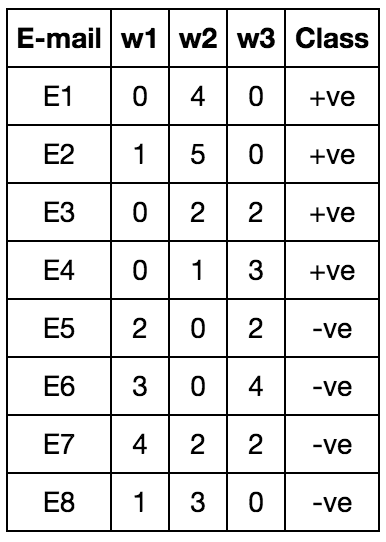 E-mail w1 w2 w3 Class
E1 0 4 0 +ve
E2 1 5 0 +ve
E3 0 2 2 +ve
E4 0 1 3 +ve
E5 2 0 2 -ve
E6 3 0 4 -ve
E7 4 2 2 -ve
E8 1 3 0 -ve